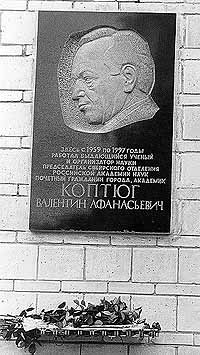 ЗДЕСЬ С 1959 ПО 1997 ГОДЫ
РАБОТАЛ ВЫДАЮЩИЙСЯ УЧЕНЫЙ
И ОРГАНИЗАТОР НАУКИ
ПРЕДСЕДАТЕЛЬ СИБИРСКОГО ОТДЕЛЕНИЯ
РОССИЙСКОЙ АКАДЕМИИ НАУК
ПОЧЕТНЫЙ ГРАЖДАНИН ГОРОДА, АКАДЕМИК
КОПТЮГ
ВАЛЕНТИН АФАНАСЬЕВИЧ